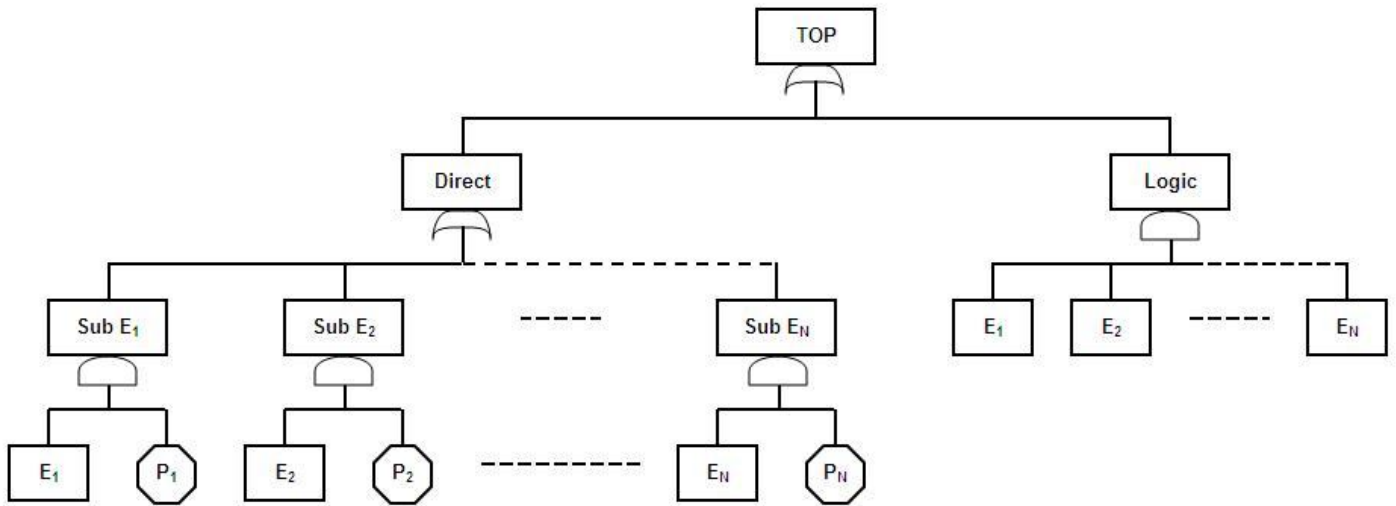 TOP
Direct
Logic
Sub E₁
Sub E₂
Sub Eₙ
E₁
E₂
Eₙ
E₁
P₁
E₂
P₂
Eₙ
Pₙ